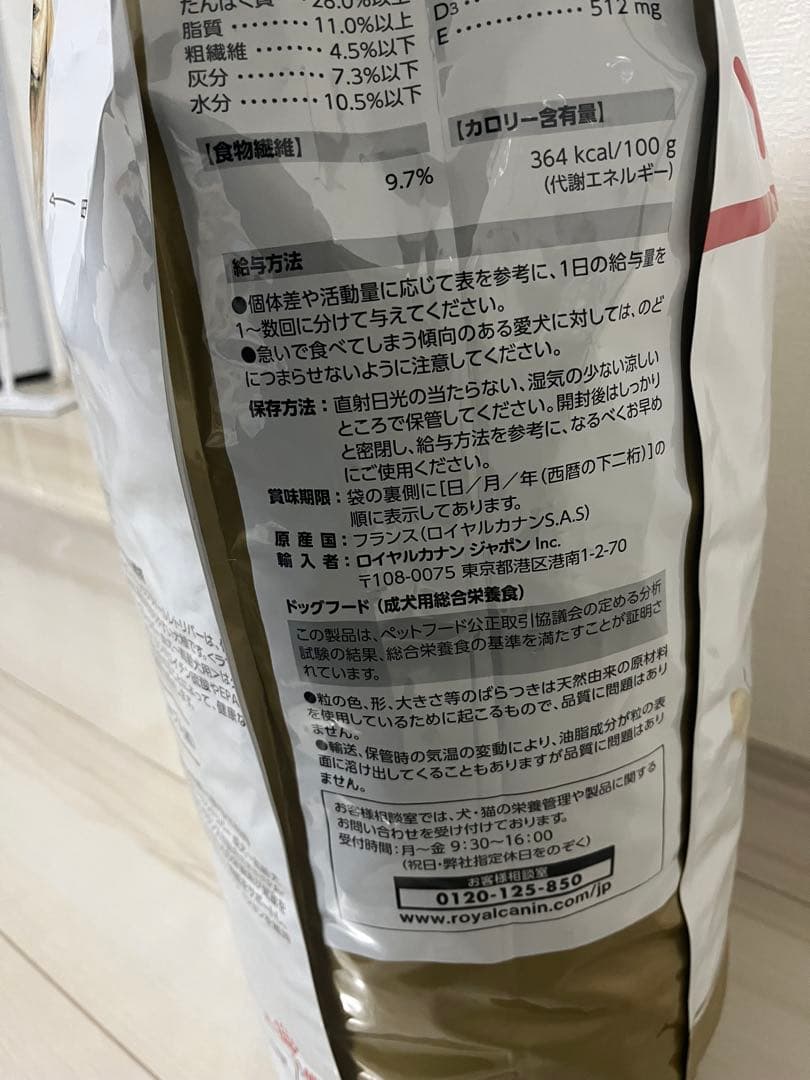 たんぱく質・・28.0%以上
脂質・・・・・・・・11.0%以上
粗繊維・・・・・・・4.5%以下
灰分・・・・・・・・7.3%以下
水分・・・・・・・・10.5%以下
D3・・・・・・・・・・
E・・・・・・・・・・512 mg
【食物繊維】
9.7%
【カロリー含有量】
364 kcal/100 g
(代謝エネルギー)
給与方法
●個体差や活動量に応じて表を参考に、1日の給与量を
1〜数回に分けて与えてください。
●急いで食べてしまう傾向のある愛犬に対しては、のど
につまらせないように注意してください。
保存方法：直射日光の当たらない、湿気の少ない涼しい
ところで保管してください。開封後はしっかり
と密閉し、給与方法を参考に、なるべくお早め
にご使用ください。
賞味期限：袋の裏側に[日／月／年(西暦の下二桁)]の
順に表示してあります。
原産国：フランス(ロイヤルカナンS.A.S)
輸入者：ロイヤルカナン ジャポン Inc.
〒108-0075 東京都港区港南1-2-70
ドッグフード（成犬用総合栄養食）
この製品は、ペットフード公正取引協議会の定める分析
試験の結果、総合栄養食の基準を満たすことが証明さ
れています。
●粒の色、形、大きさ等のばらつきは天然由来の原材料
を使用しているために起こるもので、品質に問題はあり
ません。
●輸送、保管時の気温の変動により、油脂成分が粒の表
面に溶け出してくることもありますが品質に問題はあり
ません。
お客様相談室では、犬・猫の栄養管理や製品に関する
お問い合わせを受け付けております。
受付時間：月〜金 9:30〜16:00
(祝日・弊社指定休日をのぞく)
お客様相談室
0120-125-850
www.royalcanin.com/jp